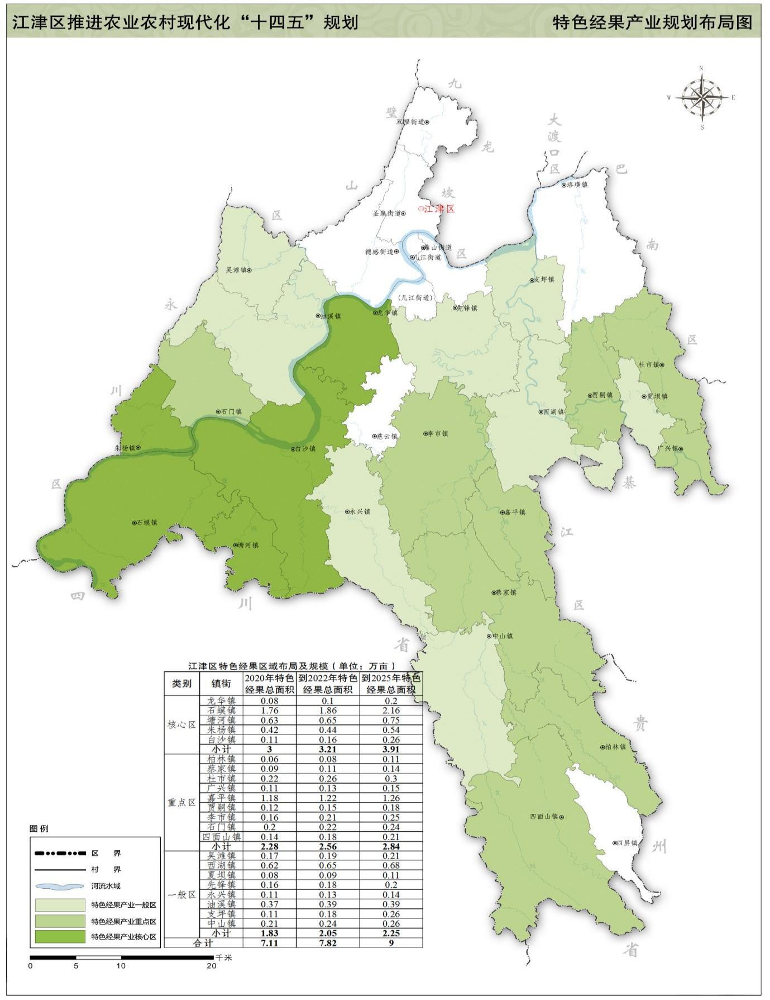 江津区推进农业农村现代化“十四五”规划
特色经果产业规划布局图
N
W
E
S
九
龙
坡
区
璧
山
区
大
渡
口
区
巴
南
区
永
川
区
綦
江
区
四
川
省
贵
州
省
双福街道
珞璜镇
圣泉街道
江津区
鼎山街道
德感街道
几江街道
吴滩镇
支坪镇
(几江街道)
先锋镇
油溪镇
龙华镇
杜市镇
贾嗣镇
夏坝镇
石门镇
西湖镇
慈云镇
李市镇
朱杨镇
白沙镇
广兴镇
永兴镇
嘉平镇
石蟆镇
塘河镇
蔡家镇
中山镇
柏林镇
四面山镇
四屏镇
江津区特色经果区域布局及规模（单位：万亩）
类别 镇街 2020年特色经果总面积 到2022年特色经果总面积 到2025年特色经果总面积
核心区
龙华镇 0.08 0.1 0.2
石蟆镇 1.76 1.86 2.16
塘河镇 0.63 0.65 0.75
朱杨镇 0.42 0.44 0.54
白沙镇 0.11 0.16 0.26
小计 3 3.21 3.91
重点区
柏林镇 0.06 0.08 0.11
蔡家镇 0.09 0.11 0.14
杜市镇 0.22 0.26 0.3
广兴镇 0.11 0.13 0.15
嘉平镇 1.18 1.22 1.26
贾嗣镇 0.12 0.15 0.18
李市镇 0.16 0.21 0.25
石门镇 0.2 0.22 0.24
四面山镇 0.14 0.18 0.21
小计 2.28 2.56 2.84
一般区
吴滩镇 0.17 0.19 0.21
西湖镇 0.62 0.65 0.68
夏坝镇 0.08 0.09 0.11
先锋镇 0.16 0.18 0.2
永兴镇 0.11 0.13 0.14
油溪镇 0.37 0.39 0.39
支坪镇 0.11 0.18 0.26
中山镇 0.21 0.24 0.26
小计 1.83 2.05 2.25
合计 7.11 7.82 9
图例
区 界
村 界
河流水域
特色经果产业一般区
特色经果产业重点区
特色经果产业核心区
0 5 10 20 千米